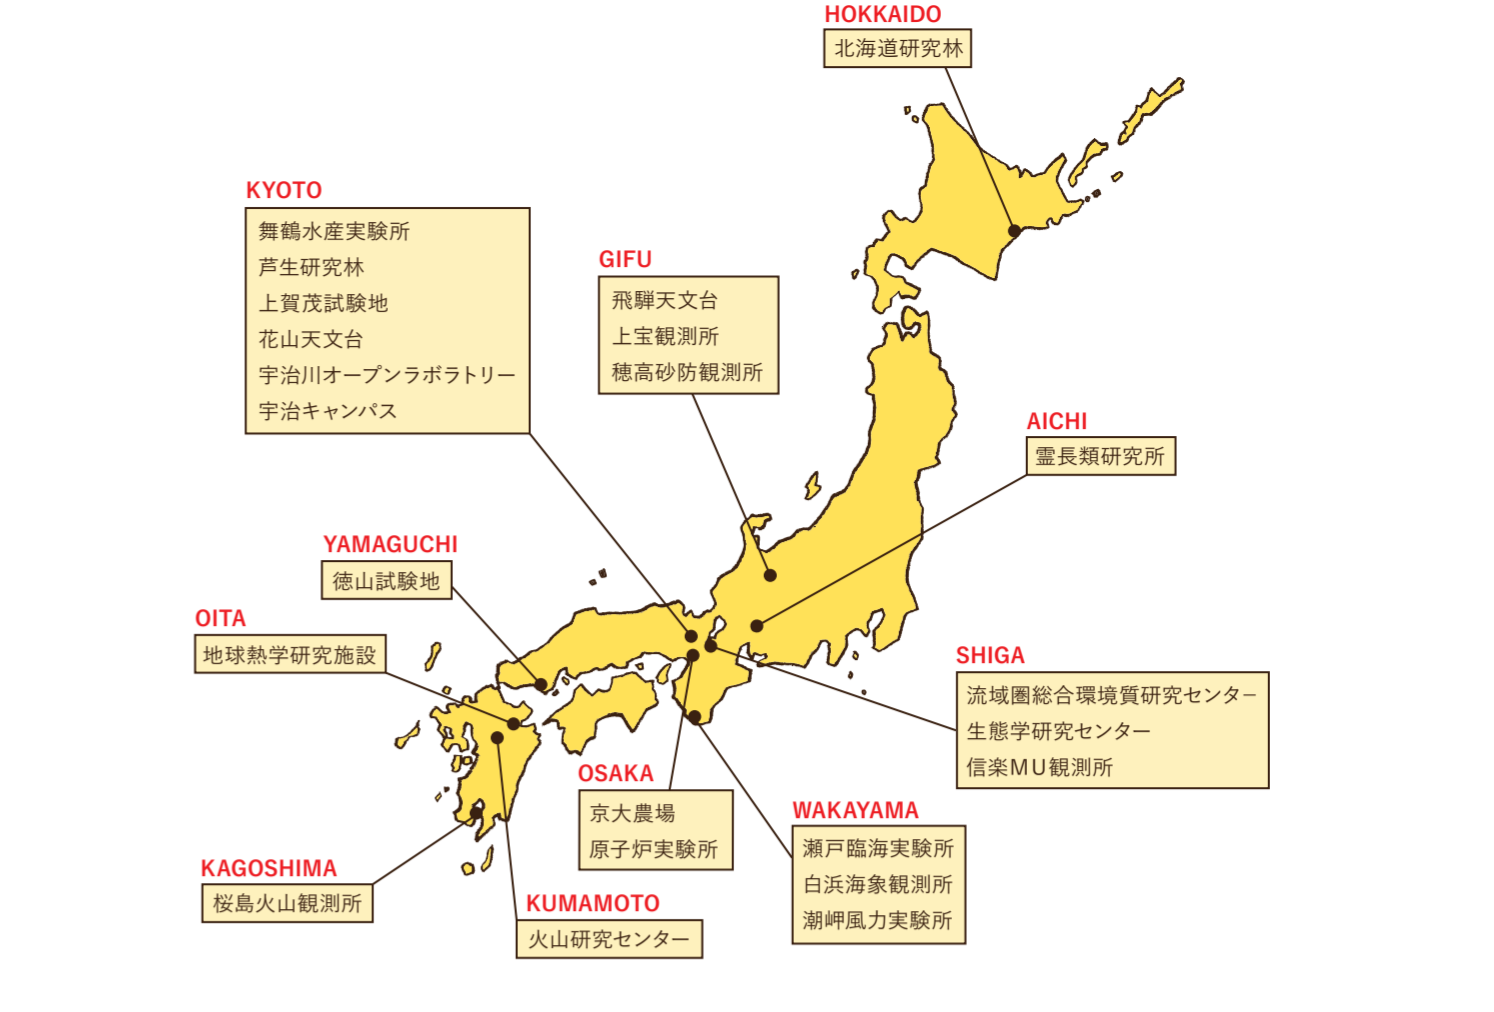 HOKKAIDO
北海道研究林
KYOTO
舞鶴水産実験所
芦生研究林
上賀茂試験地
花山天文台
宇治川オープンラボラトリー
宇治キャンパス
GIFU
飛騨天文台
上宝観測所
穂高砂防観測所
AICHI
霊長類研究所
YAMAGUCHI
徳山試験地
OITA
地球熱学研究施設
SHIGA
流域圏総合環境質研究センター
生態学研究センター
信楽MU観測所
OSAKA
京大農場
原子炉実験所
WAKAYAMA
瀬戸臨海実験所
白浜海象観測所
潮岬風力実験所
KAGOSHIMA
桜島火山観測所
KUMAMOTO
火山研究センター